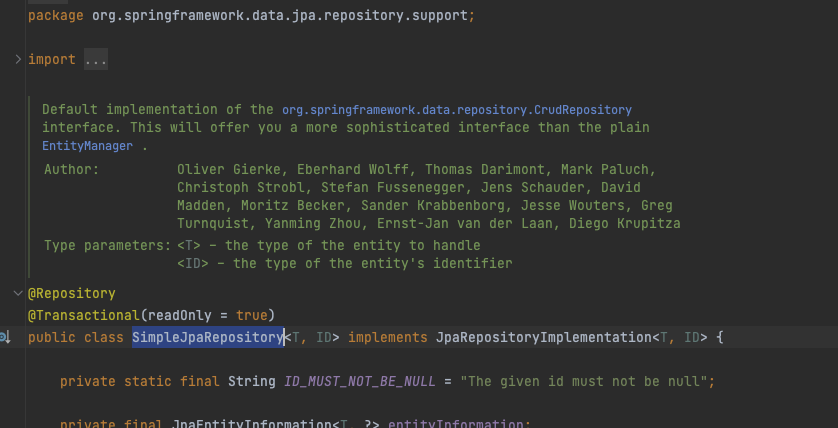 package org.springframework.data.jpa.repository.support;
import ...
Default implementation of the org.springframework.data.repository.CrudRepository
interface. This will offer you a more sophisticated interface than the plain
EntityManager .
Author: Oliver Gierke, Eberhard Wolff, Thomas Darimont, Mark Paluch,
Christoph Strobl, Stefan Fussenegger, Jens Schauder, David
Madden, Moritz Becker, Sander Krabbenborg, Jesse Wouters, Greg
Turnquist, Yanming Zhou, Ernst-Jan van der Laan, Diego Krupitza
Type parameters: <T> – the type of the entity to handle
<ID> – the type of the entity's identifier
@Repository
@Transactional(readOnly = true)
public class SimpleJpaRepository<T, ID> implements JpaRepositoryImplementation<T, ID> {
private static final String ID_MUST_NOT_BE_NULL = "The given id must not be null";
private final JpaEntityInformation<T, ?> entityInformation;